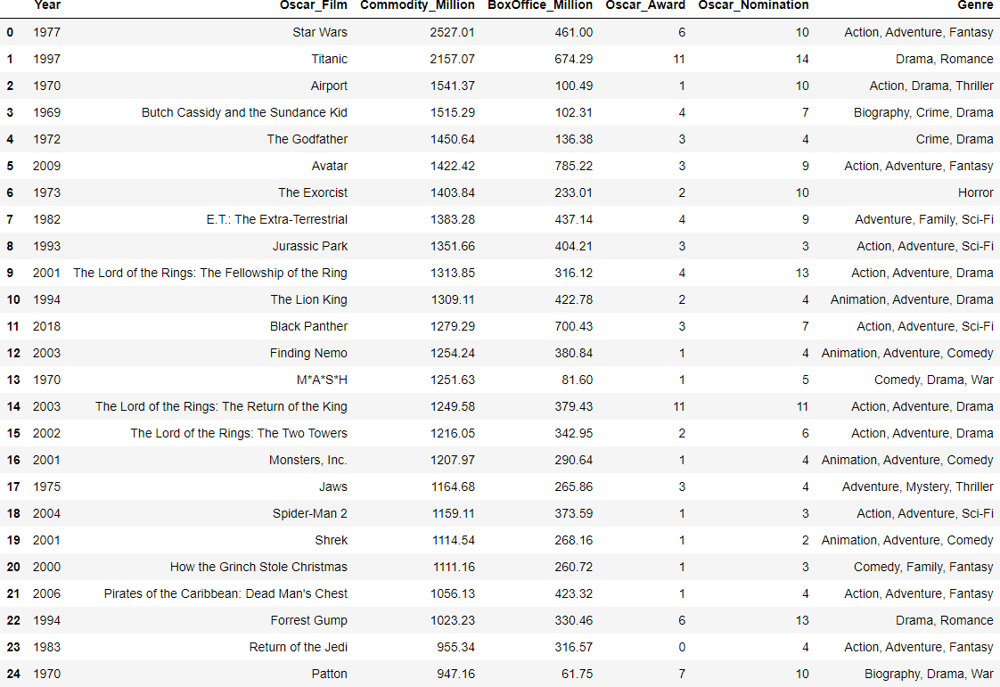 Year Oscar_Film Commodity_Million BoxOffice_Million Oscar_Award Oscar_Nomination Genre
0 1977 Star Wars 2527.01 461.00 6 10 Action, Adventure, Fantasy
1 1997 Titanic 2157.07 674.29 11 14 Drama, Romance
2 1970 Airport 1541.37 100.49 1 10 Action, Drama, Thriller
3 1969 Butch Cassidy and the Sundance Kid 1515.29 102.31 4 7 Biography, Crime, Drama
4 1972 The Godfather 1450.64 136.38 3 4 Crime, Drama
5 2009 Avatar 1422.42 785.22 3 9 Action, Adventure, Fantasy
6 1973 The Exorcist 1403.84 233.01 2 10 Horror
7 1982 E.T.: The Extra-Terrestrial 1383.28 437.14 4 9 Adventure, Family, Sci-Fi
8 1993 Jurassic Park 1351.66 404.21 3 3 Action, Adventure, Sci-Fi
9 2001 The Lord of the Rings: The Fellowship of the Ring 1313.85 316.12 4 13 Action, Adventure, Drama
10 1994 The Lion King 1309.11 422.78 2 4 Animation, Adventure, Drama
11 2018 Black Panther 1279.29 700.43 3 7 Action, Adventure, Sci-Fi
12 2003 Finding Nemo 1254.24 380.84 1 4 Animation, Adventure, Comedy
13 1970 M*A*S*H 1251.63 81.60 1 5 Comedy, Drama, War
14 2003 The Lord of the Rings: The Return of the King 1249.58 379.43 11 11 Action, Adventure, Drama
15 2002 The Lord of the Rings: The Two Towers 1216.05 342.95 2 6 Action, Adventure, Drama
16 2001 Monsters, Inc. 1207.97 290.64 1 4 Animation, Adventure, Comedy
17 1975 Jaws 1164.68 265.86 3 4 Adventure, Mystery, Thriller
18 2004 Spider-Man 2 1159.11 373.59 1 3 Action, Adventure, Sci-Fi
19 2001 Shrek 1114.54 268.16 1 2 Animation, Adventure, Comedy
20 2000 How the Grinch Stole Christmas 1111.16 260.72 1 3 Comedy, Family, Fantasy
21 2006 Pirates of the Caribbean: Dead Man's Chest 1056.13 423.32 1 4 Action, Adventure, Fantasy
22 1994 Forrest Gump 1023.23 330.46 6 13 Drama, Romance
23 1983 Return of the Jedi 955.34 316.57 0 4 Action, Adventure, Fantasy
24 1970 Patton 947.16 61.75 7 10 Biography, Drama, War